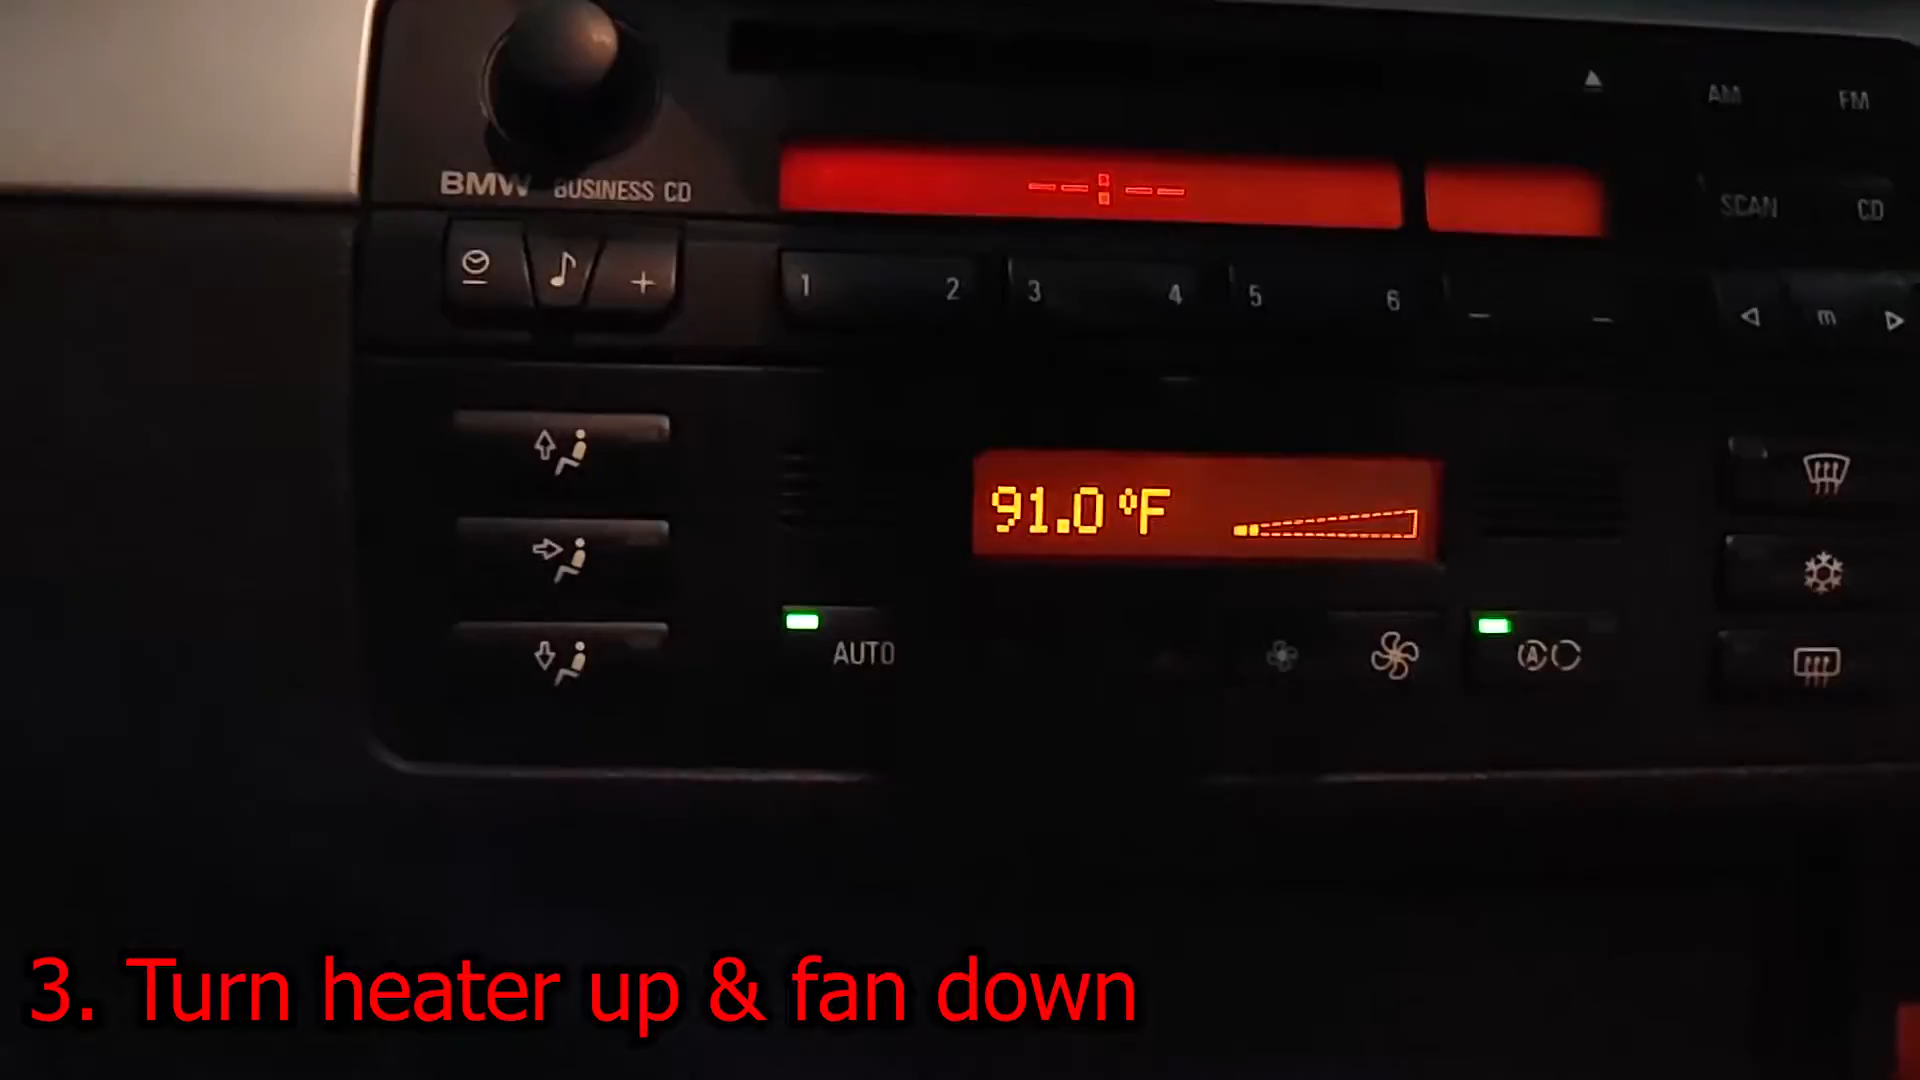 AM
FM
BMW BUSINESS CD
--:--
SCAN
CD
+
1
2
3
4
5
6
m
91.0 °F
AUTO
A
3. Turn heater up & fan down